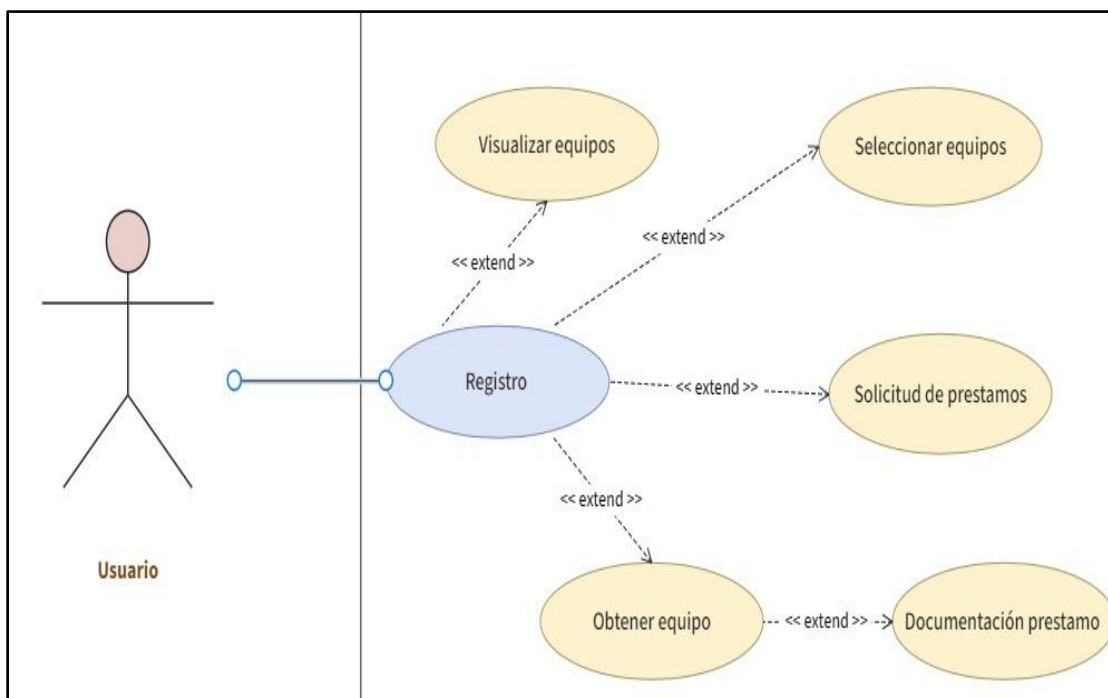 Visualizar equipos
Seleccionar equipos
<< extend >>
<< extend >>
Registro
<< extend >>
Solicitud de prestamos
<< extend >>
Usuario
Obtener equipo
<< extend >>
Documentación prestamo